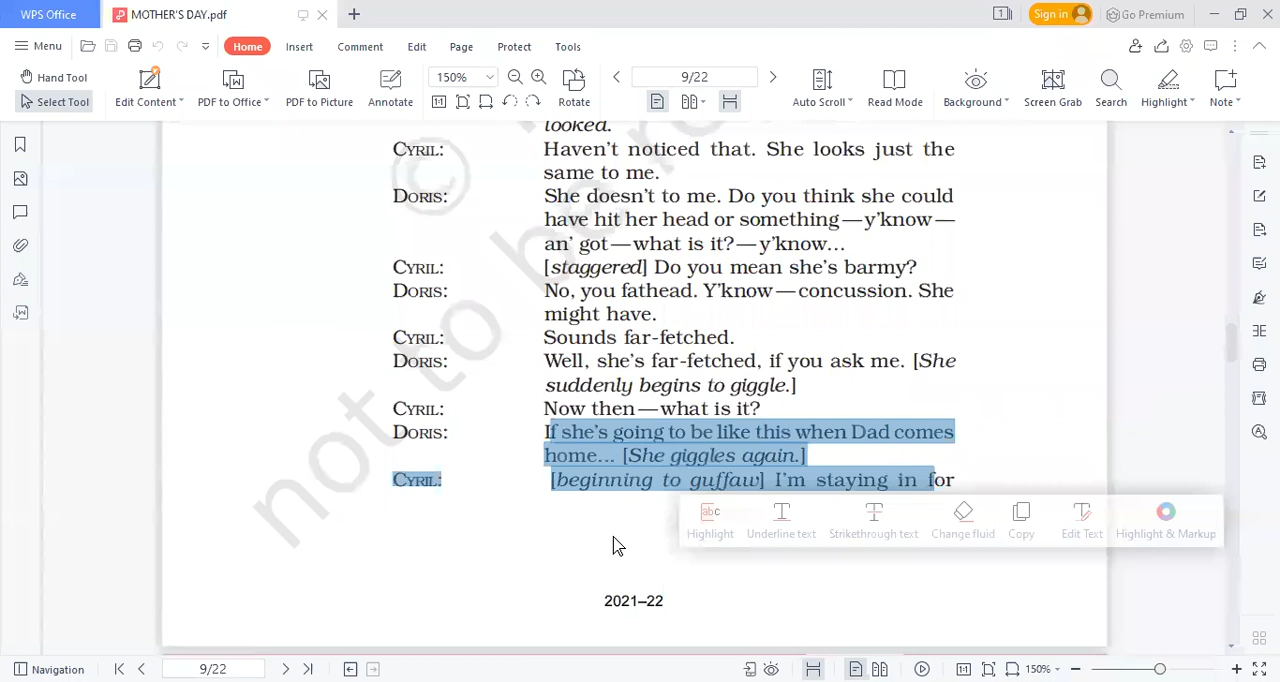 WPS Office
MOTHER'S DAY.pdf
Sign in
Go Premium
Menu
Home
Insert
Comment
Edit
Page
Protect
Tools
Hand Tool
Select Tool
Edit Content
PDF to Office
PDF to Picture
Annotate
150%
Rotate
9/22
Auto Scroll
Read Mode
Background
Screen Grab
Search
Highlight
Note
looked.
CYRIL: Haven't noticed that. She looks just the
same to me.
DORIS: She doesn't to me. Do you think she could
have hit her head or something—y'know—
an' got—what is it?—y'know...
CYRIL: [staggered] Do you mean she's barmy?
DORIS: No, you fathead. Y'know—concussion. She
might have.
CYRIL: Sounds far-fetched.
DORIS: Well, she's far-fetched, if you ask me. [She
suddenly begins to giggle.]
CYRIL: Now then—what is it?
DORIS: If she's going to be like this when Dad comes
home... [She giggles again.]
CYRIL: [beginning to guffaw] I'm staying in for
abc
Highlight
Underline text
Strikethrough text
Change fluid
Copy
Edit Text
Highlight & Markup
not to be re
©
2021–22
Navigation
9/22
150%